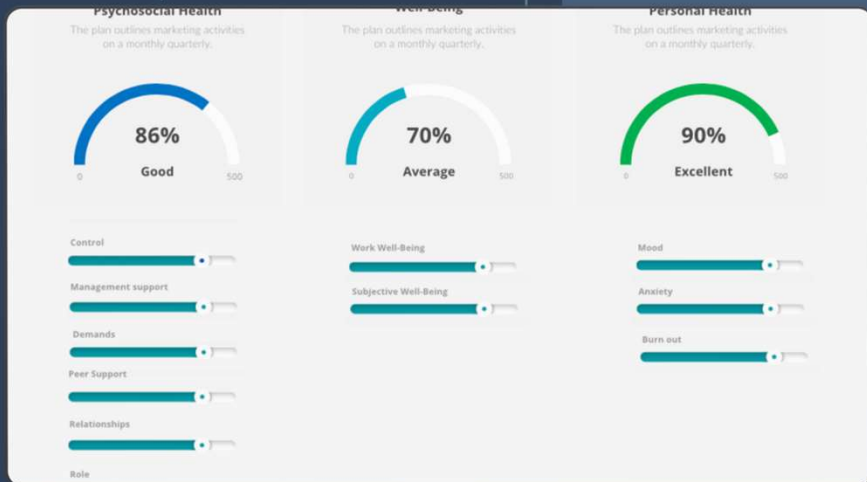 Psychosocial Health
The plan outlines marketing activities
on a monthly quarterly.
86%
Good
0
500
Control
Management support
Demands
Peer Support
Relationships
Role
Well-Being
The plan outlines marketing activities
on a monthly quarterly.
70%
Average
0
500
Work Well-Being
Subjective Well-Being
Personal Health
The plan outlines marketing activities
on a monthly quarterly.
90%
Excellent
0
500
Mood
Anxiety
Burn out